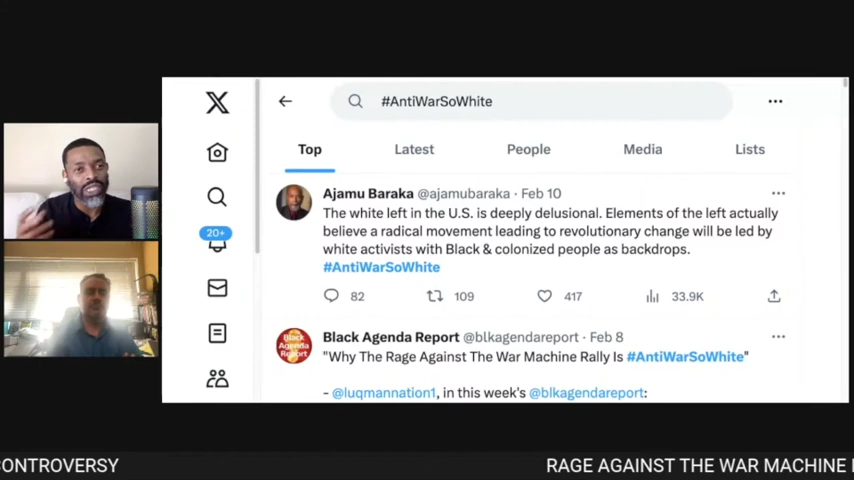 #AntiWarSoWhite
Top Latest People Media Lists
20+
Ajamu Baraka @ajamubaraka · Feb 10
The white left in the U.S. is deeply delusional. Elements of the left actually
believe a radical movement leading to revolutionary change will be led by
white activists with Black & colonized people as backdrops.
#AntiWarSoWhite
82 109 417 33.9K
Black
Agenda
Report
Black Agenda Report @blkagendareport · Feb 8
"Why The Rage Against The War Machine Rally Is #AntiWarSoWhite"
- @luqmannation1, in this week's @blkagendareport:
CONTROVERSY
RAGE AGAINST THE WAR MACHINE